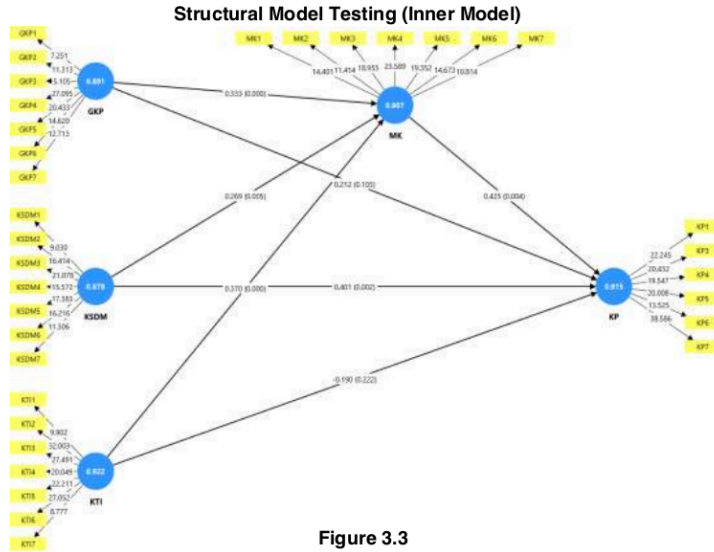 Structural Model Testing (Inner Model)
GKP1
GKP2
GKP3
GKP4
GKP5
GKP6
GKP7
7.251
11.313
5.105
27.095
20.433
14.620
12.713
GKP
MK1
MK2
MK3
MK4
MK5
MK6
MK7
14.401
11.414
10.953
23.589
19.352
14.673
10.814
0.807
MK
0.333 (0.000)
0.212 (0.105)
0.269 (0.005)
0.425 (0.004)
KSDM1
KSDM2
KSDM3
KSDM4
KSDM5
KSDM6
KSDM7
9.030
16.414
21.078
15.572
17.383
16.216
11.306
0.878
KSDM
0.370 (0.000)
0.401 (0.002)
-0.190 (0.222)
KP1
KP3
KP4
KP5
KP6
KP7
22.245
20.432
19.547
20.008
13.525
38.586
0.815
KP
KTI1
KTI2
KTI3
KTI4
KTI5
KTI6
KTI7
9.902
32.003
27.491
20.049
22.211
27.052
8.777
0.922
KTI
Figure 3.3